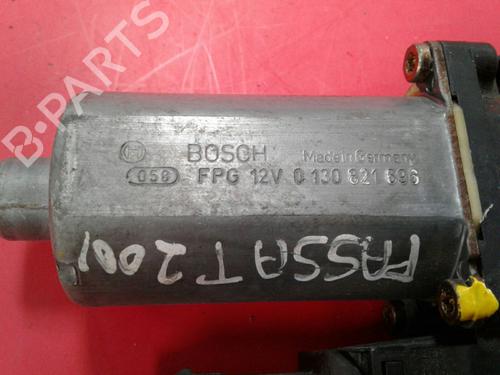 B-PARTS
BOSCH Made in Germany
058 FPG 12V 0 130 821 696
PASSAT 2001